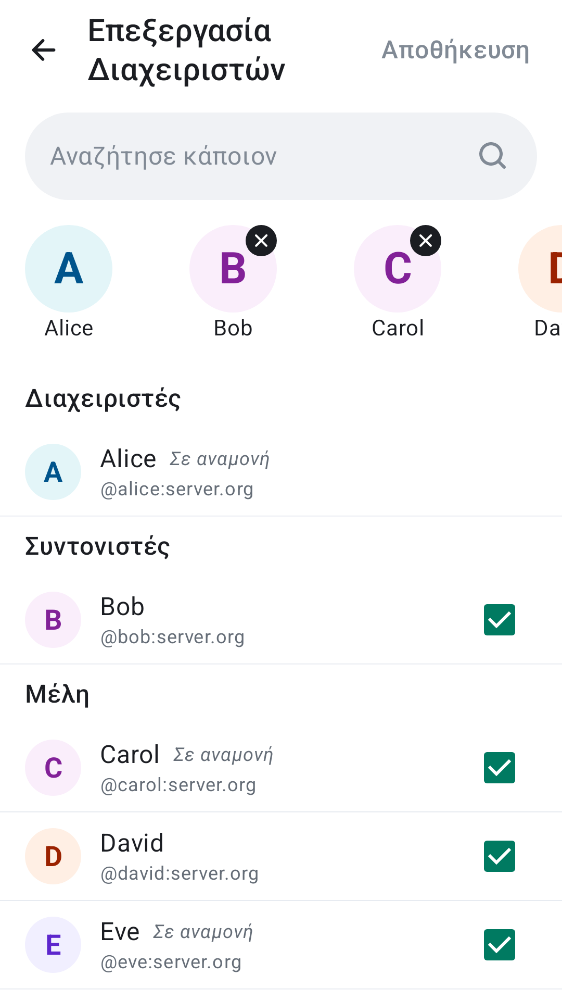 Επεξεργασία
Διαχειριστών
Αποθήκευση
Αναζήτησε κάποιον
A B C D
Alice Bob Carol Da
Διαχειριστές
A
Alice Σε αναμονή
@alice:server.org
Συντονιστές
B
Bob
@bob:server.org
Μέλη
C
Carol Σε αναμονή
@carol:server.org
D
David
@david:server.org
E
Eve Σε αναμονή
@eve:server.org